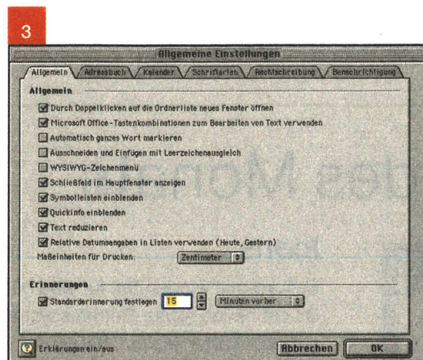 3
Allgemeine Einstellungen
Allgemein Adressbuch Kalender Schriftarten Rechtschreibung Benachrichtigung
Allgemein
Durch Doppelklicken auf die Ordnerliste neues Fenster öffnen
Microsoft Office-Tastenkombinationen zum Bearbeiten von Text verwenden
Automatisch ganzes Wort markieren
Ausschneiden und Einfügen mit Leerzeichenausgleich
WYSIWYG-Zeichenmenü
Schließfeld im Hauptfenster anzeigen
Symbolleisten einblenden
Quickinfo einblenden
Text reduzieren
Relative Datumsangaben in Listen verwenden (Heute, Gestern)
Maßeinheiten für Drucken: Zentimeter
Erinnerungen
Standarderinnerung festlegen 15 Minuten vorher
Erklärungen ein/aus Abbrechen OK